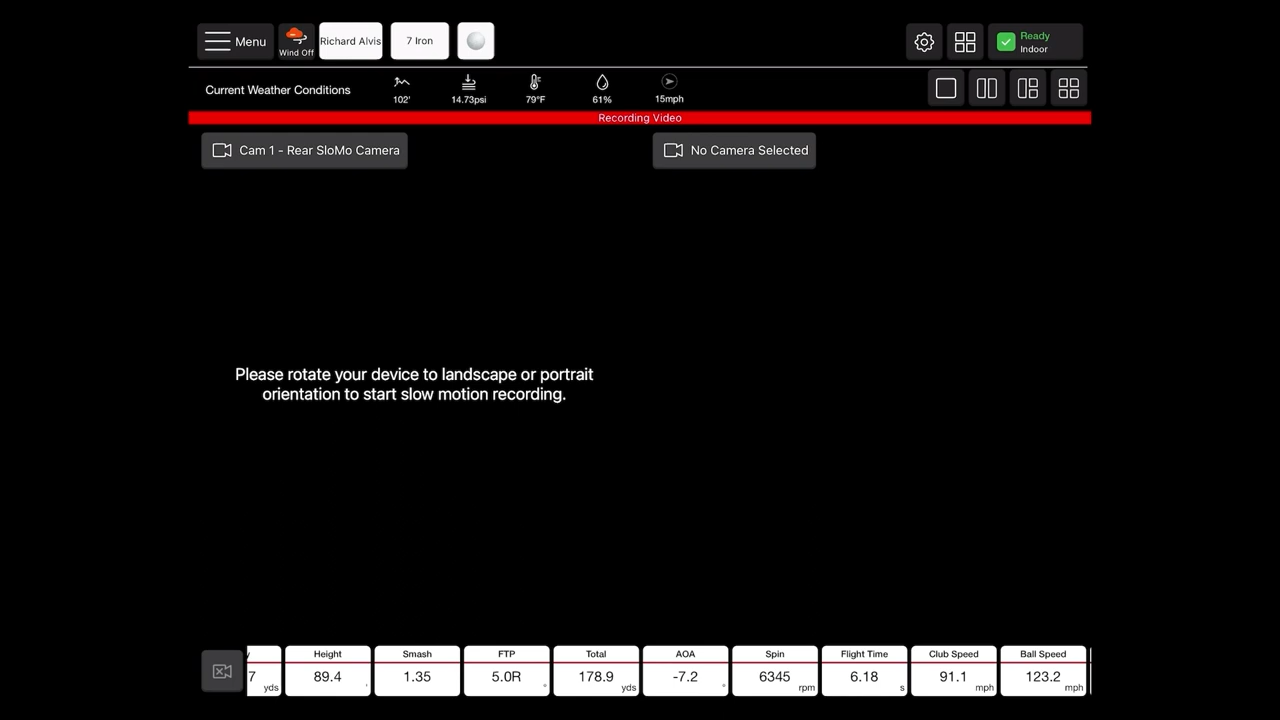 Menu
Wind Off
Richard Alvis
7 Iron
Ready
Indoor
Current Weather Conditions
102'
14.73psi
79°F
61%
15mph
Recording Video
Cam 1 - Rear SloMo Camera
No Camera Selected
Please rotate your device to landscape or portrait
orientation to start slow motion recording.
y Height Smash FTP Total AOA Spin Flight Time Club Speed Ball Speed
7 yds 89.4 ' 1.35 5.0R ° 178.9 yds -7.2 ° 6345 rpm 6.18 s 91.1 mph 123.2 mph